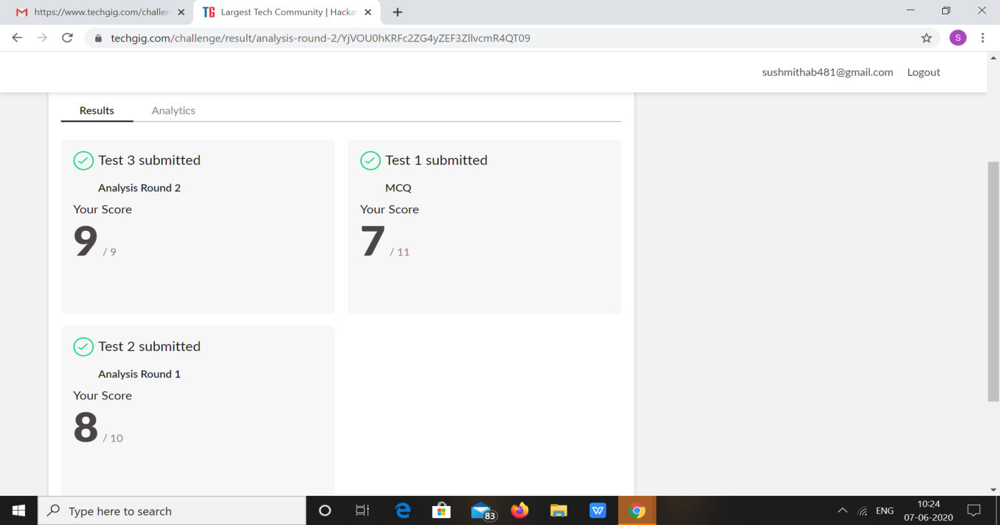 https://www.techgig.com/challen
TG Largest Tech Community | Hacka
techgig.com/challenge/result/analysis-round-2/YjVOU0hKRFc2ZG4yZEF3ZllvcmR4QT09
S
sushmithab481@gmail.com Logout
Results Analytics
Test 3 submitted
Analysis Round 2
Your Score
9 / 9
Test 1 submitted
MCQ
Your Score
7 / 11
Test 2 submitted
Analysis Round 1
Your Score
8 / 10
Type here to search
83
W
ENG
10:24
07-06-2020